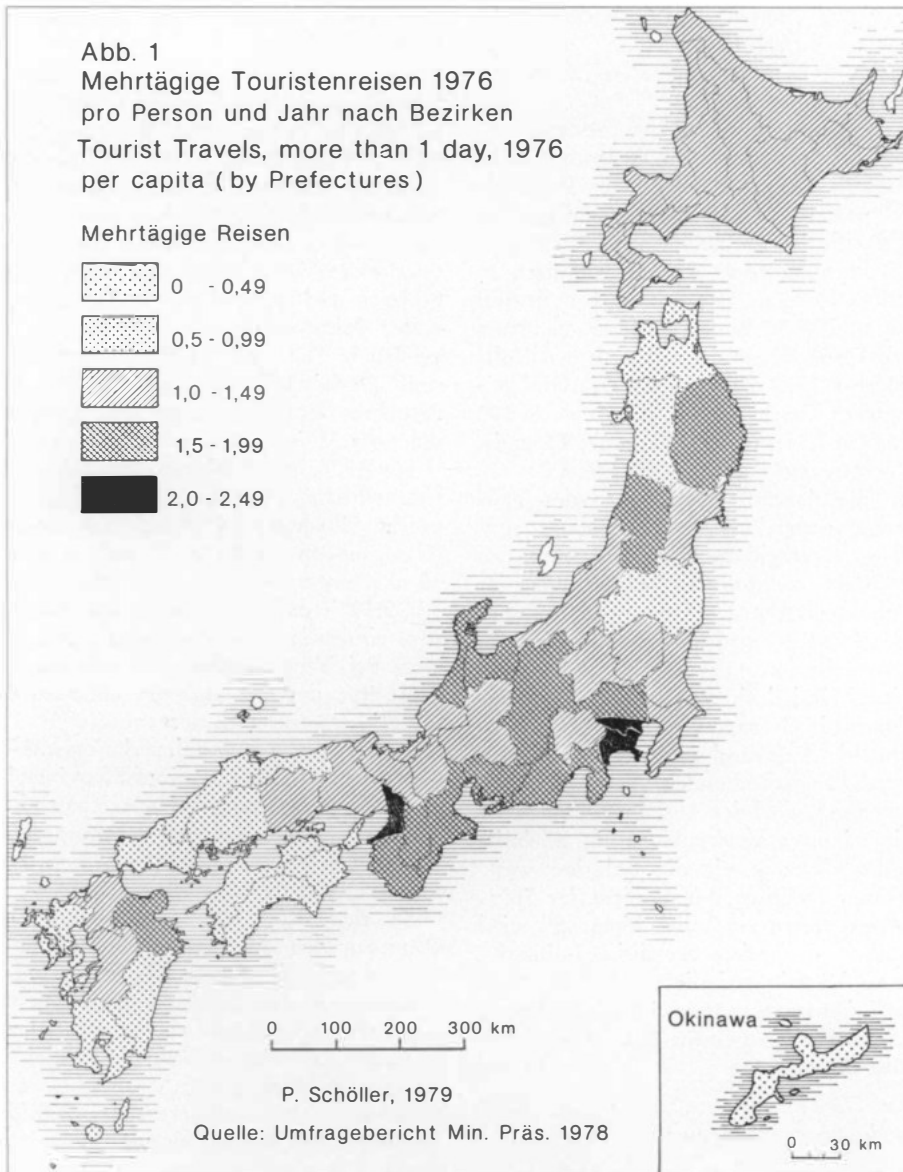 Abb. 1
Mehrtägige Touristenreisen 1976
pro Person und Jahr nach Bezirken
Tourist Travels, more than 1 day, 1976
per capita ( by Prefectures )
Mehrtägige Reisen
0 - 0,49
0,5 - 0,99
1,0 - 1,49
1,5 - 1,99
2,0 - 2,49
0 100 200 300 km
P. Schöller, 1979
Quelle: Umfragebericht Min. Präs. 1978
Okinawa
0 30 km